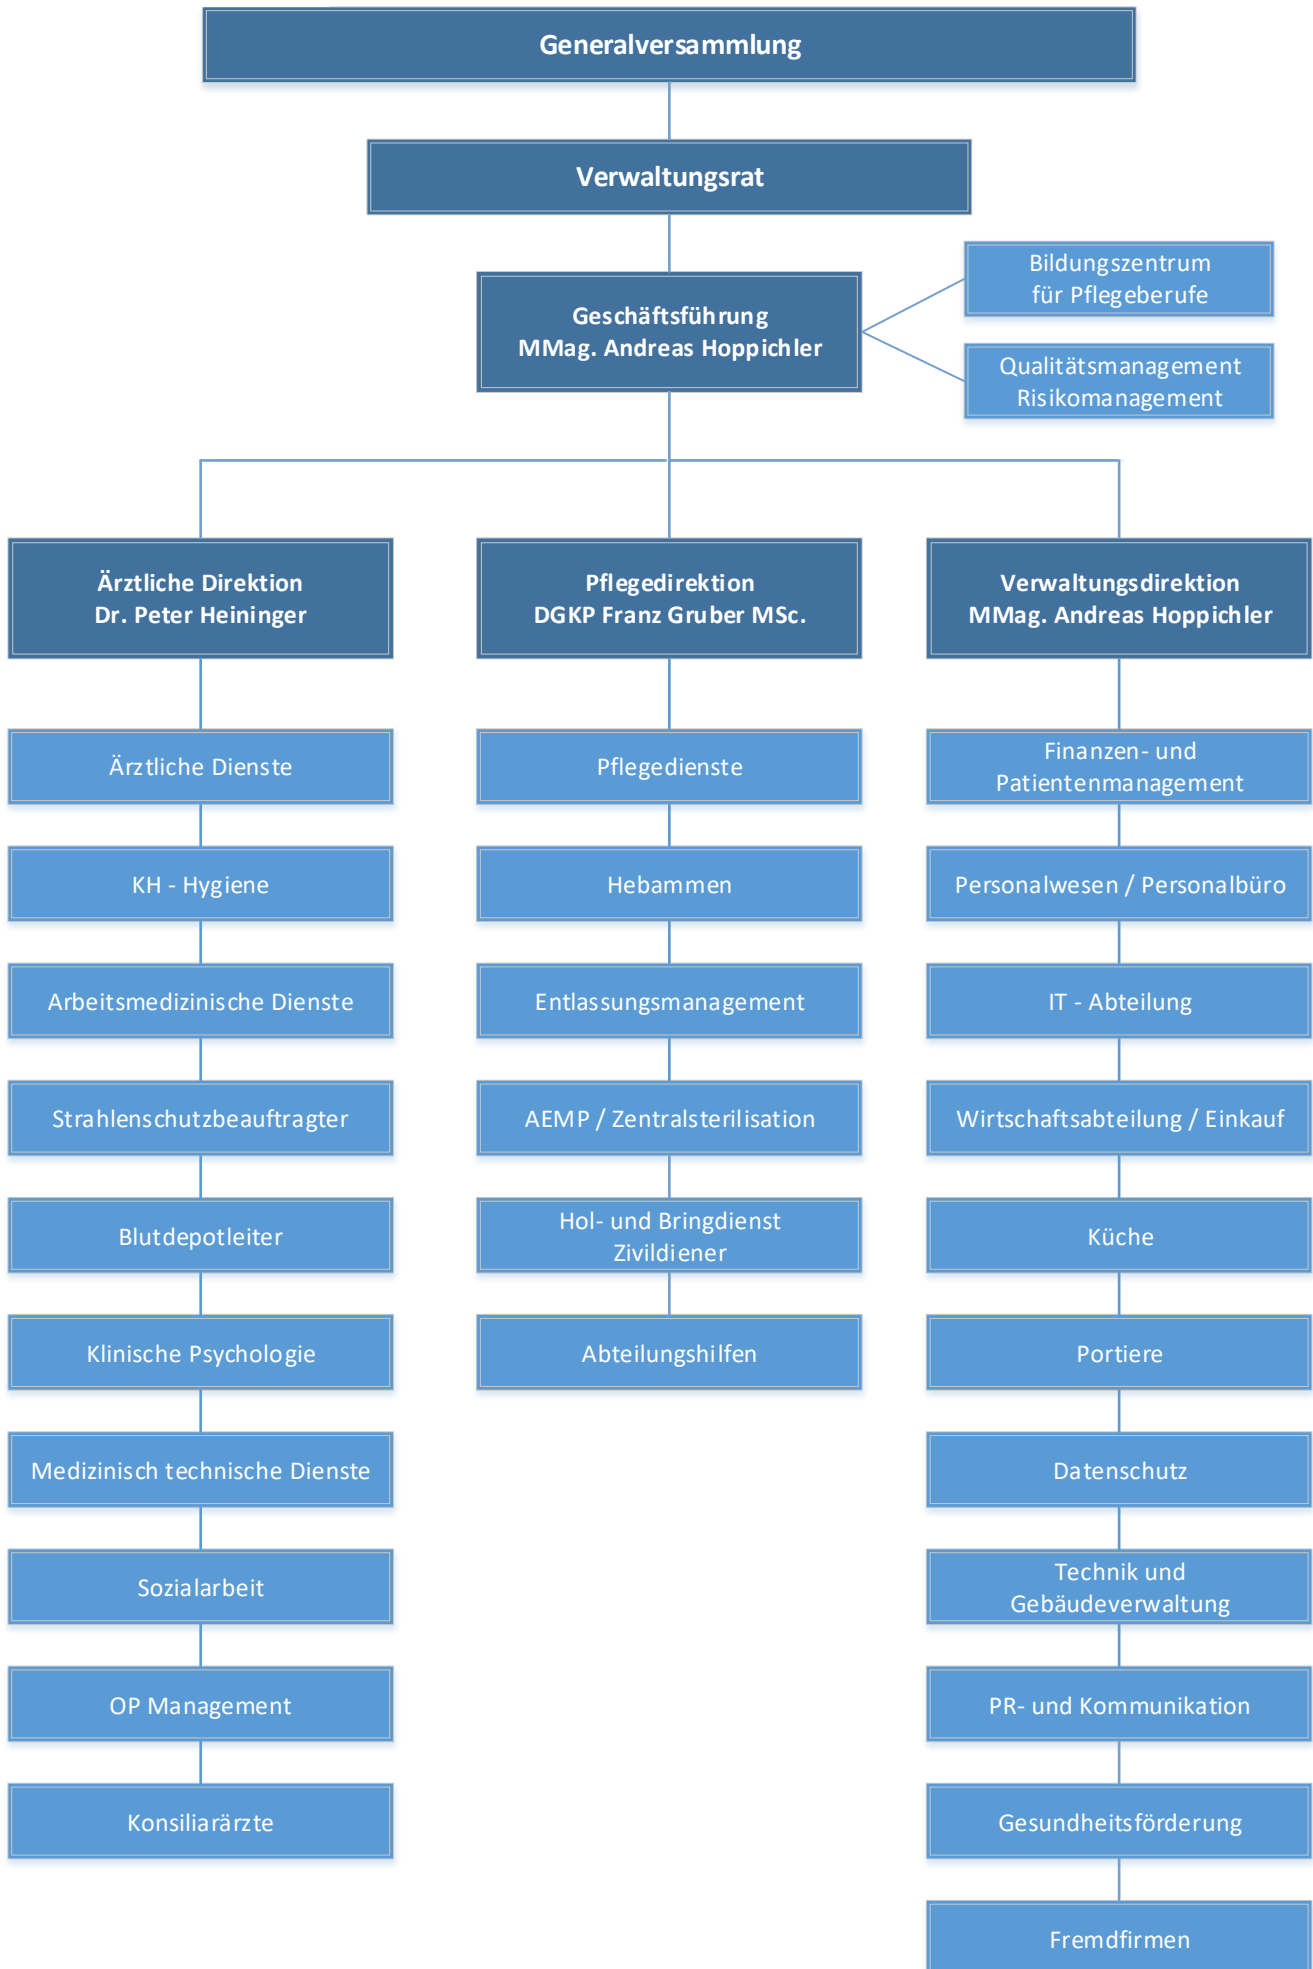 Generalversammlung
Verwaltungsrat
Geschäftsführung
MMag. Andreas Hoppichler
Bildungszentrum
für Pflegeberufe
Qualitätsmanagement
Risikomanagement
Ärztliche Direktion
Dr. Peter Heininger
Ärztliche Dienste
KH - Hygiene
Arbeitsmedizinische Dienste
Strahlenschutzbeauftragter
Blutdepotleiter
Klinische Psychologie
Medizinisch technische Dienste
Sozialarbeit
OP Management
Konsiliarärzte
Pflegedirektion
DGKP Franz Gruber MSc.
Pflegedienste
Hebammen
Entlassungsmanagement
AEMP / Zentralsterilisation
Hol- und Bringdienst
Zivildiener
Abteilungshilfen
Verwaltungsdirektion
MMag. Andreas Hoppichler
Finanzen- und
Patientenmanagement
Personalwesen / Personalbüro
IT - Abteilung
Wirtschaftsabteilung / Einkauf
Küche
Portiere
Datenschutz
Technik und
Gebäudeverwaltung
PR- und Kommunikation
Gesundheitsförderung
Fremdfirmen